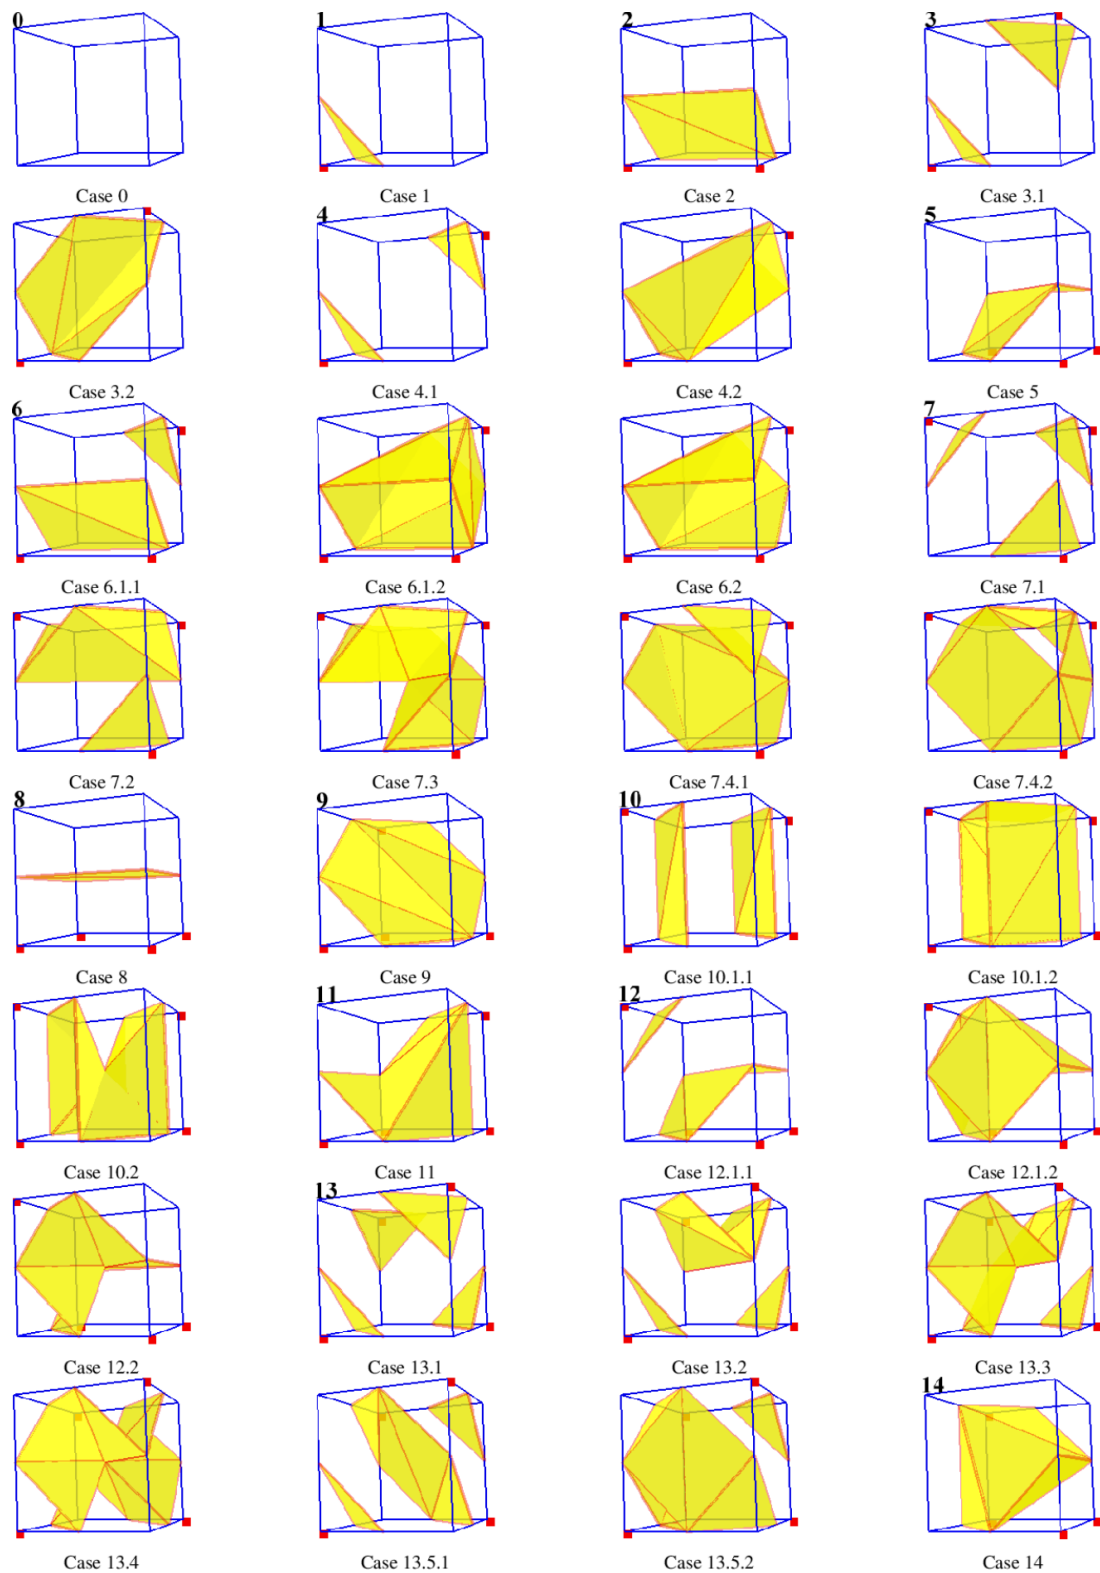 0 1 2 3
Case 0 Case 1 Case 2 Case 3.1
4 5
Case 3.2 Case 4.1 Case 4.2 Case 5
6 7
Case 6.1.1 Case 6.1.2 Case 6.2 Case 7.1
Case 7.2 Case 7.3 Case 7.4.1 Case 7.4.2
8 9 10
Case 8 Case 9 Case 10.1.1 Case 10.1.2
11 12
Case 10.2 Case 11 Case 12.1.1 Case 12.1.2
13
Case 12.2 Case 13.1 Case 13.2 Case 13.3
14
Case 13.4 Case 13.5.1 Case 13.5.2 Case 14